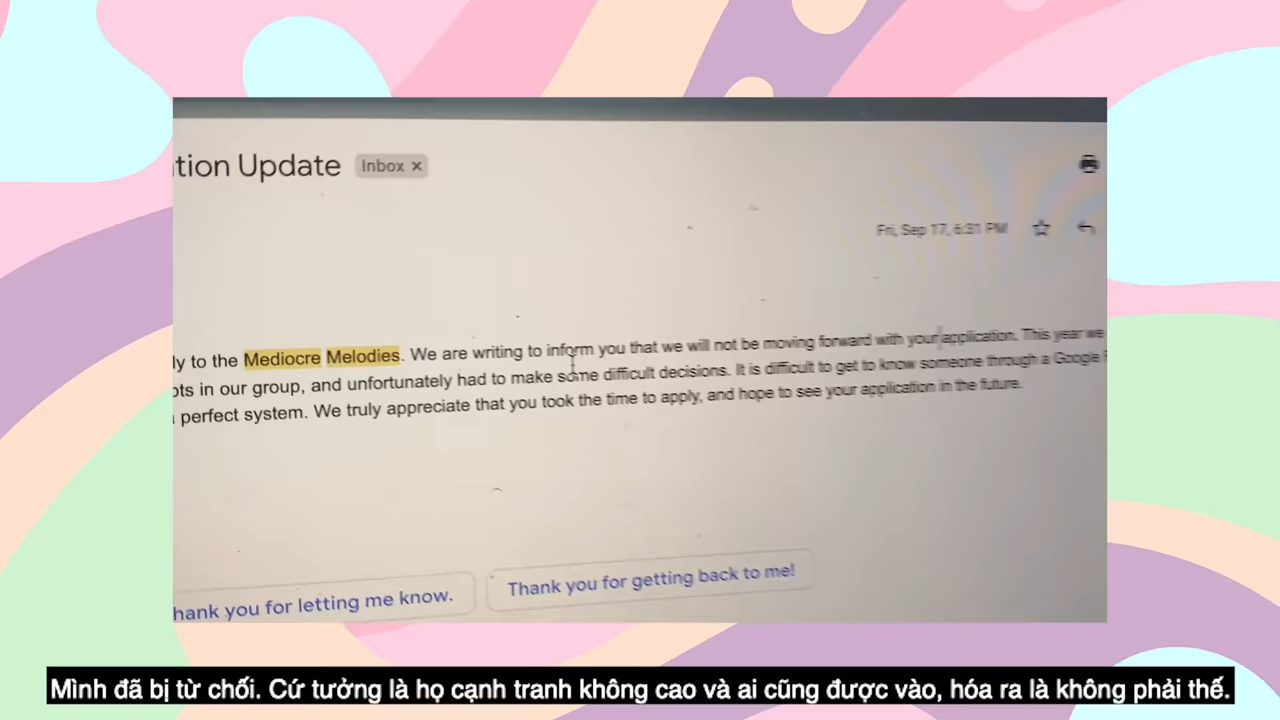 tion Update Inbox ×
Fri, Sep 17, 6:31 PM
ly to the Mediocre Melodies. We are writing to inform you that we will not be moving forward with your application. This year we
ots in our group, and unfortunately had to make some difficult decisions. It is difficult to get to know someone through a Google F
perfect system. We truly appreciate that you took the time to apply, and hope to see your application in the future.
hank you for letting me know.
Thank you for getting back to me!
Mình đã bị từ chối. Cứ tưởng là họ cạnh tranh không cao và ai cũng được vào, hóa ra là không phải thế.